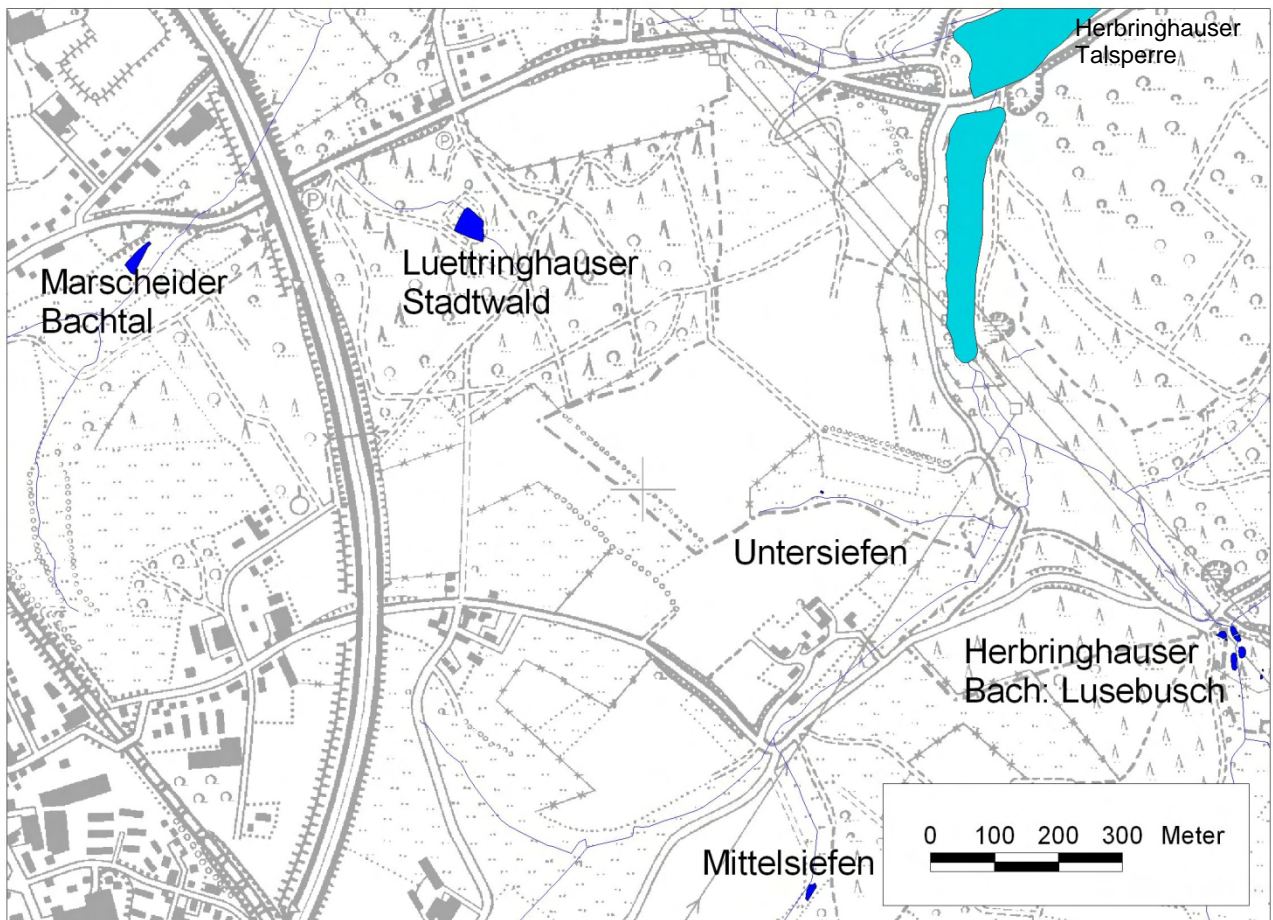 Herbringhauser
Talsperre
P
P
Marscheider
Bachtal
Luettringhauser
Stadtwald
Untersiefen
Herbringhauser
Bach: Lusebusch
Mittelsiefen
0 100 200 300 Meter